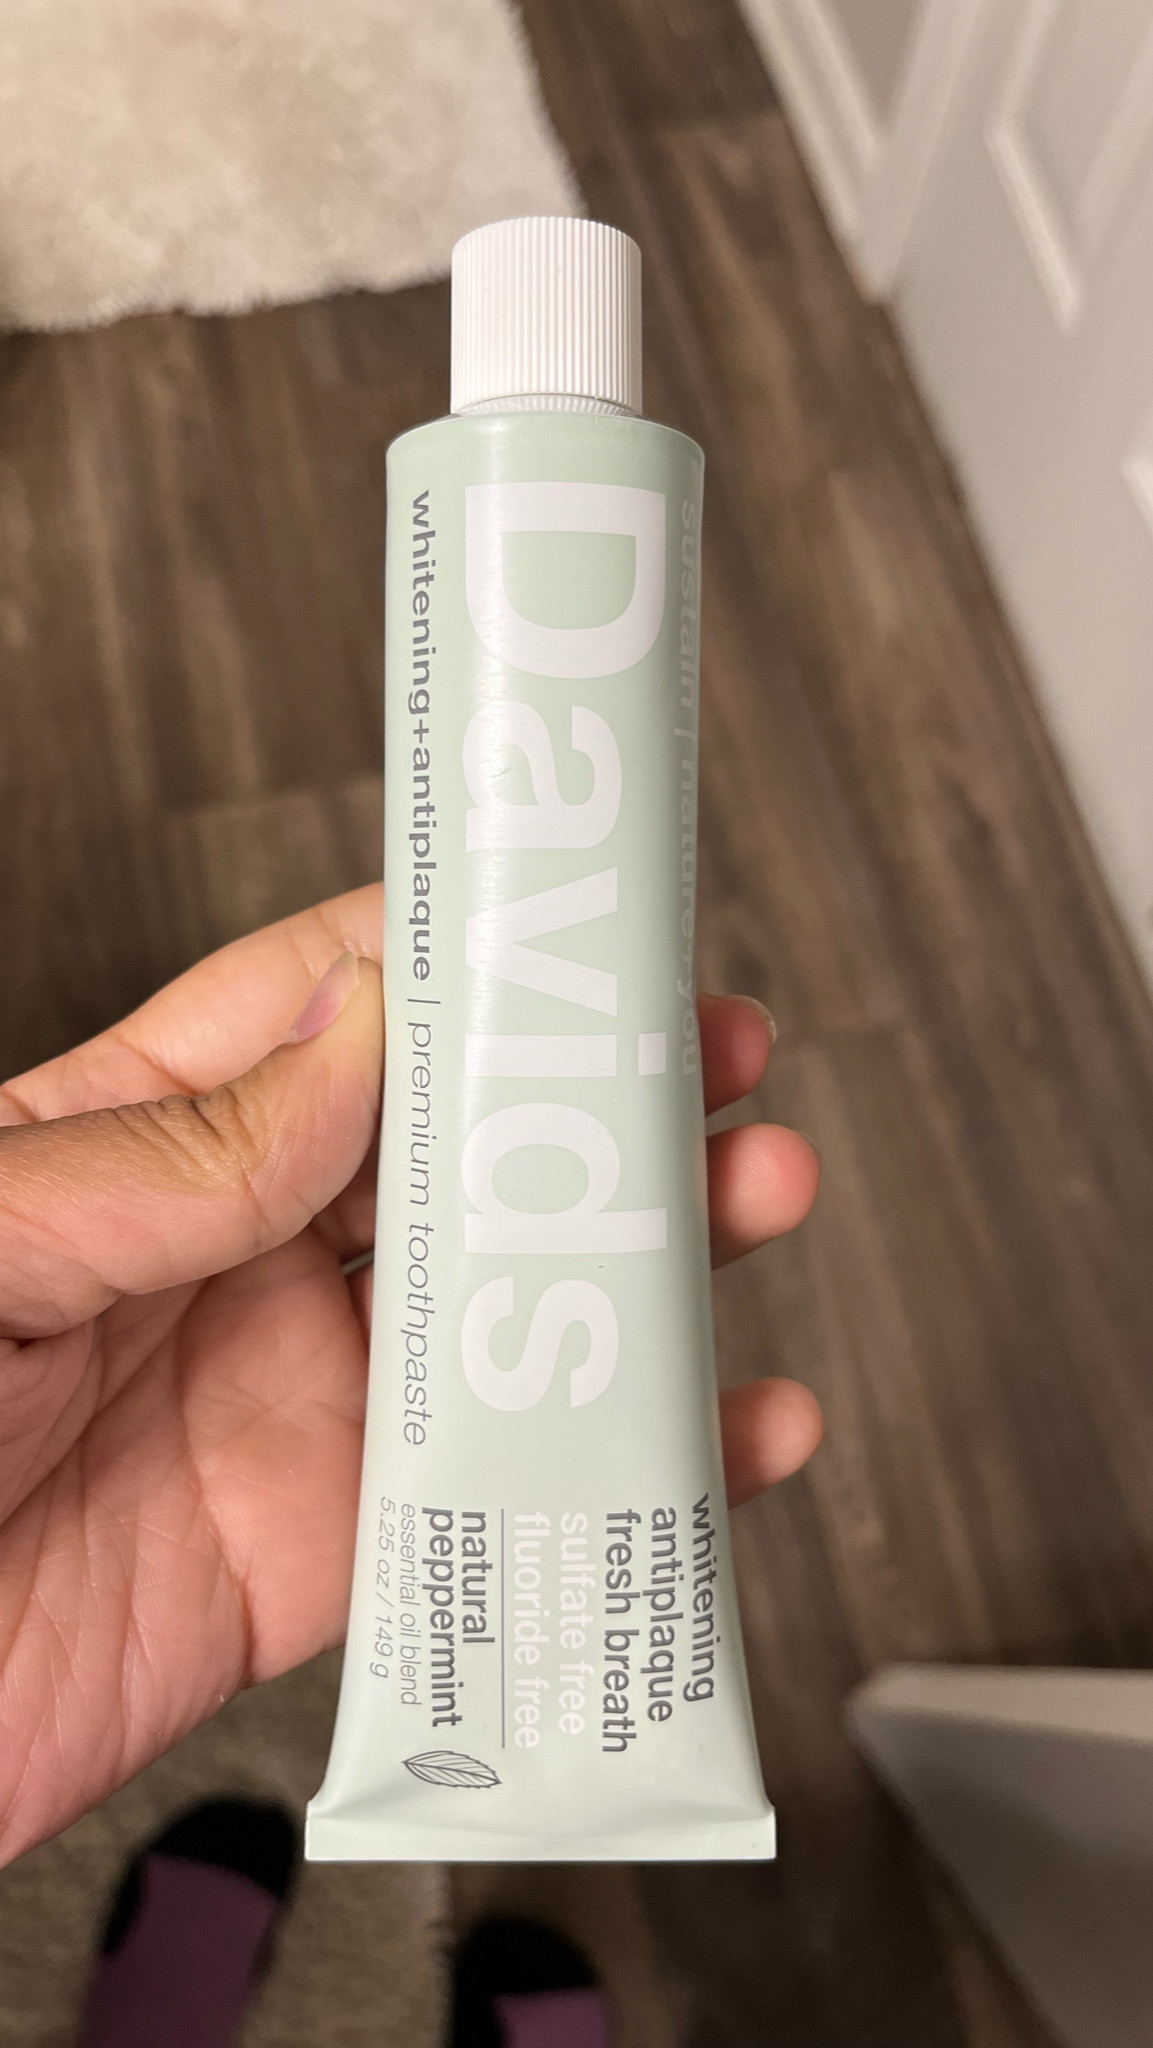 sustain | nature+you
Davids
whitening+antiplaque | premium toothpaste
whitening
antiplaque
fresh breath
sulfate free
fluoride free
natural
peppermint
essential oil blend
5.25 oz / 149 g